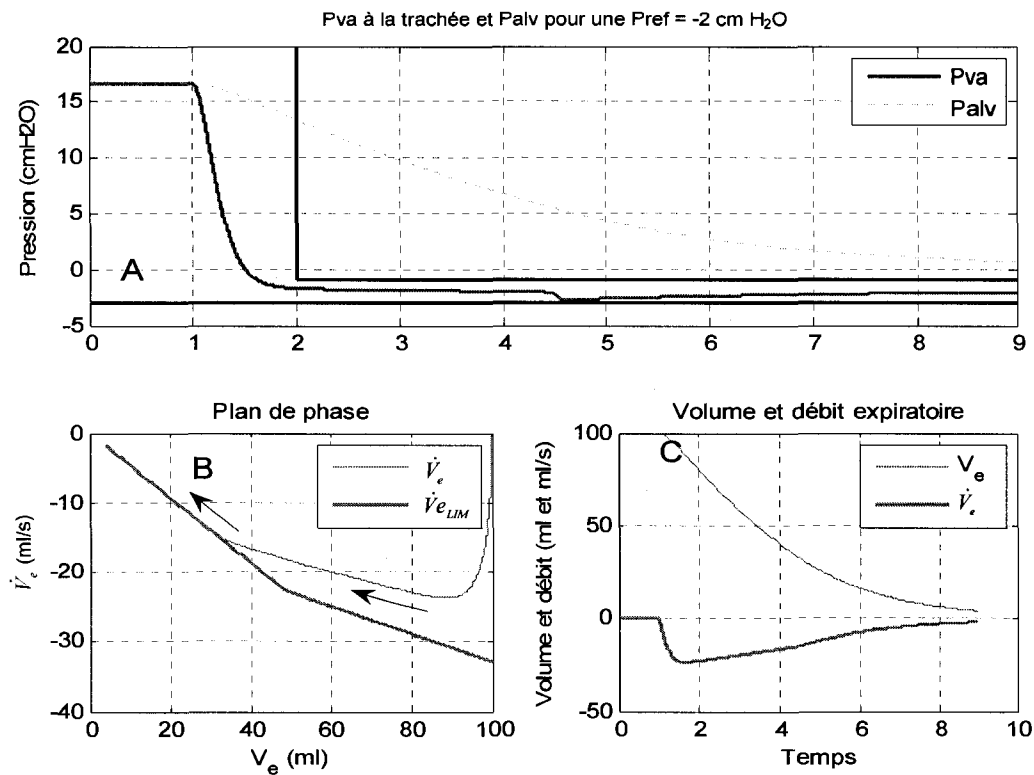 Pva à la trachée et Palv pour une Pref = -2 cm H₂O
Pression (cmH2O)
20
15
10
5
0
-5
A
Pva
Palv
0 1 2 3 4 5 6 7 8 9
Plan de phase
V̇e (ml/s)
0
-10
-20
-30
-40
B
V̇e
V̇eLIM
0 20 40 60 80 100
Ve (ml)
Volume et débit expiratoire
Volume et débit (ml et ml/s)
100
50
0
-50
C
Ve
V̇e
0 2 4 6 8 10
Temps